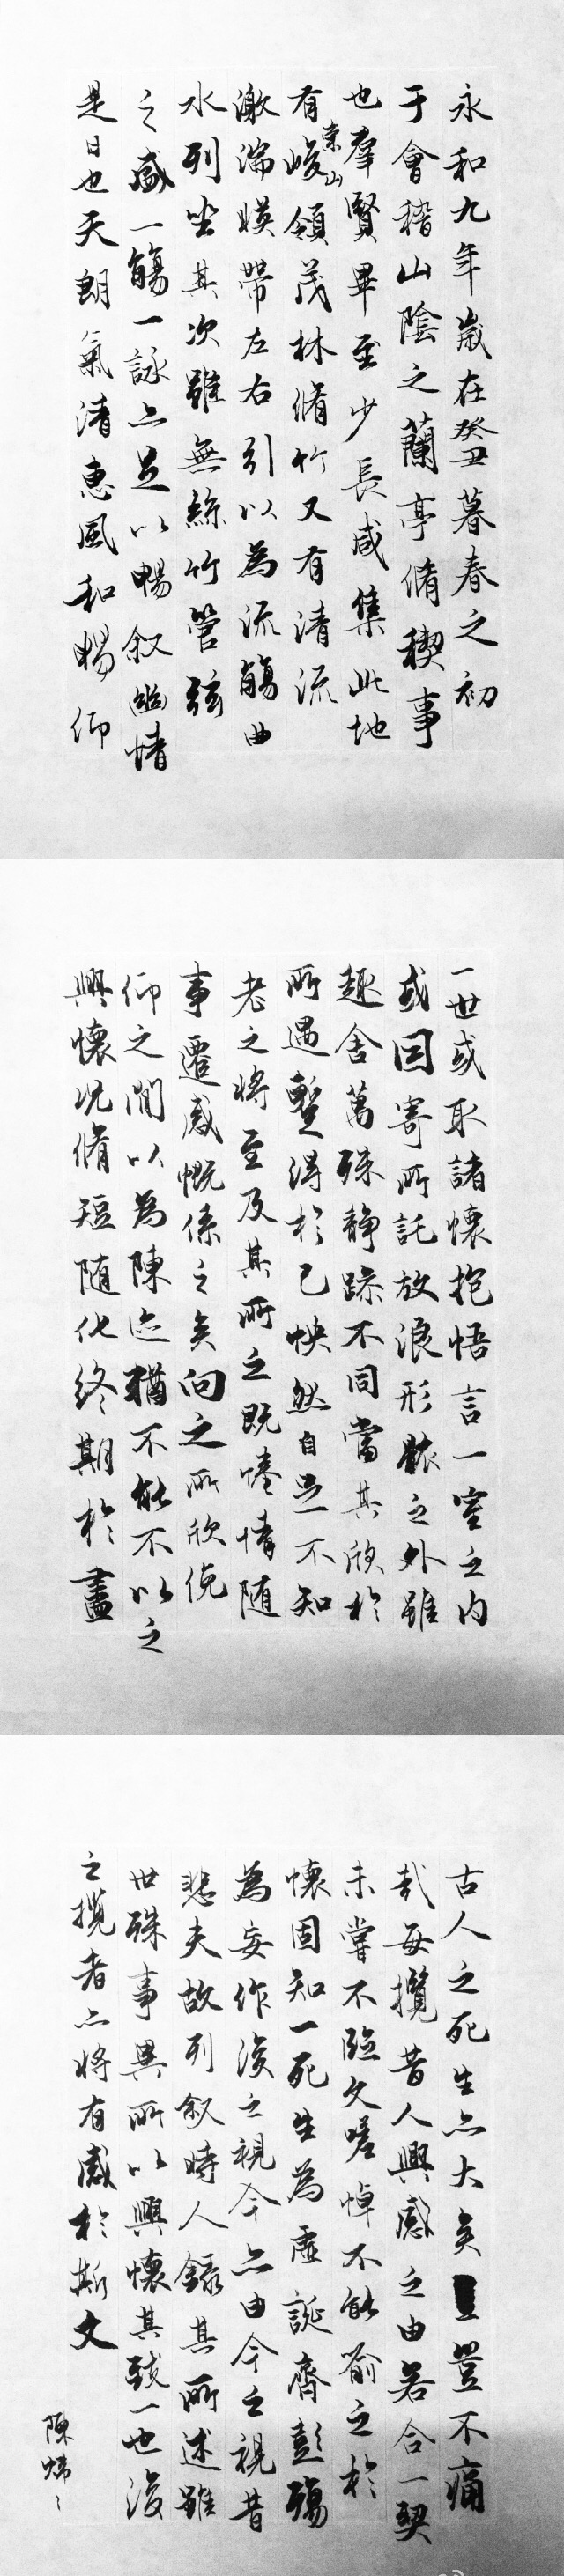 永和九年歲在癸丑暮春之初
于會稽山陰之蘭亭脩稧事
也羣賢畢至少長咸集此地
有崇山峻領茂林脩竹又有清流
激湍暎帶左右引以為流觴曲
水列坐其次雖無絲竹管弦
之盛一觴一詠亦足以暢叙幽情
是日也天朗氣清惠風和暢仰
一世或取諸懷抱悟言一室之內
或因寄所託放浪形骸之外雖
趣舍萬殊靜躁不同當其欣於
所遇蹔得於己怏然自足不知
老之將至及其所之既惓情隨
事遷感慨係之矣向之所欣俛
仰之閒以為陳迹猶不能不以之
興懷况脩短隨化終期於盡
古人云死生亦大矣豈不痛
哉每攬昔人興感之由若合一契
未嘗不臨文嗟悼不能喻之於
懷固知一死生為虛誕齊彭殤
為妄作後之視今亦由今之視昔
悲夫故列叙時人錄其所述雖
世殊事異所以興懷其致一也後
之攬者亦將有感於斯文